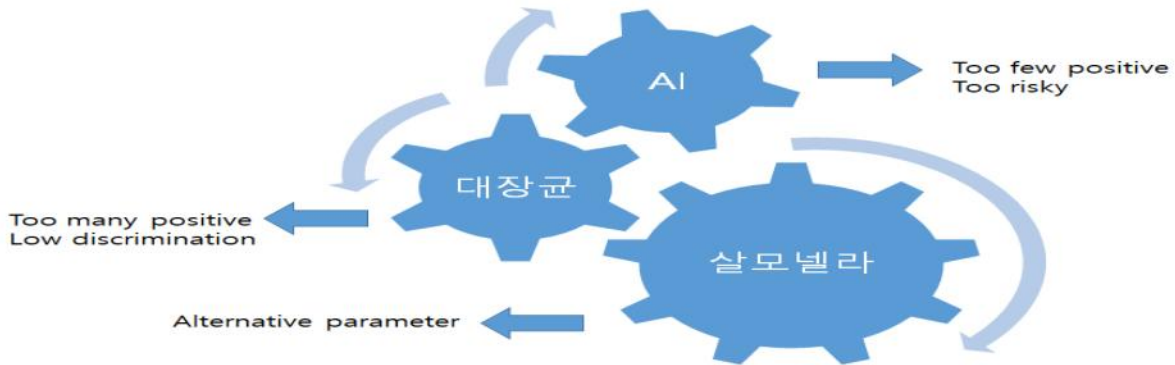 AI
Too few positive
Too risky
대장균
Too many positive
Low discrimination
살모넬라
Alternative parameter